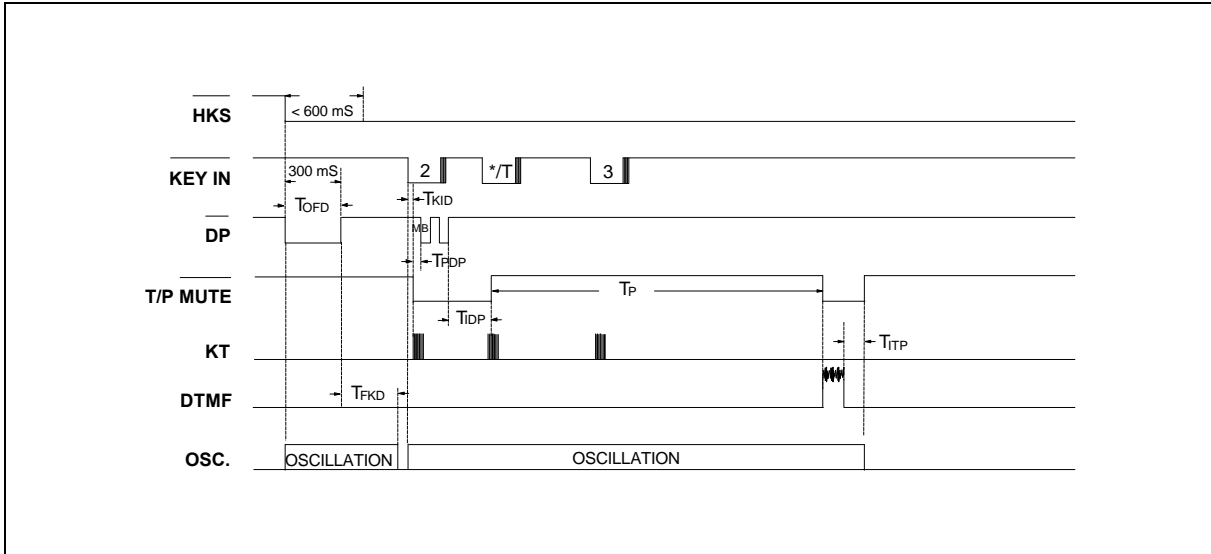 HKS
< 600 mS
KEY IN
300 mS
2
*/T
3
TOFD
TKID
DP
MB
TPDP
T/P MUTE
TP
TIDP
KT
TITP
DTMF
TFKD
OSC.
OSCILLATION
OSCILLATION